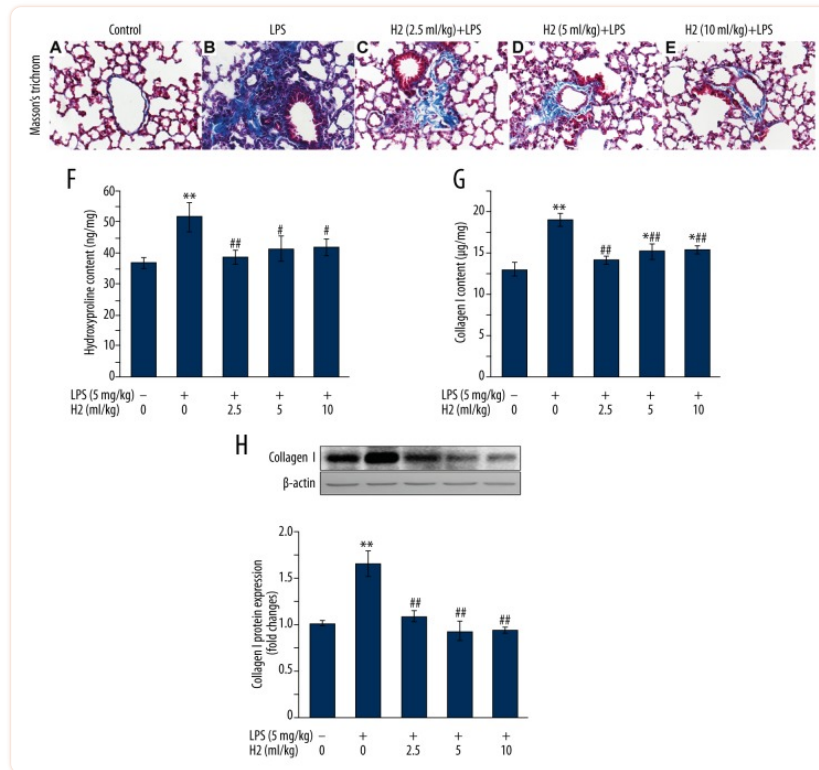 Control
LPS
H2 (2.5 ml/kg)+LPS
H2 (5 ml/kg)+LPS
H2 (10 ml/kg)+LPS
A
B
C
D
E
Masson's trichrom
F
Hydroxyproline content (ng/mg)
60
50
40
30
20
10
0
**
##
#
#
LPS (5 mg/kg) – + + + +
H2 (ml/kg) 0 0 2.5 5 10
G
Collagen I content (µg/mg)
20
15
10
5
0
**
##
*##
*##
LPS (5 mg/kg) – + + + +
H2 (ml/kg) 0 0 2.5 5 10
H
Collagen I
β-actin
Collagen I protein expression
(fold changes)
2.0
1.5
1.0
0.5
0
**
##
##
##
LPS (5 mg/kg) – + + + +
H2 (ml/kg) 0 0 2.5 5 10